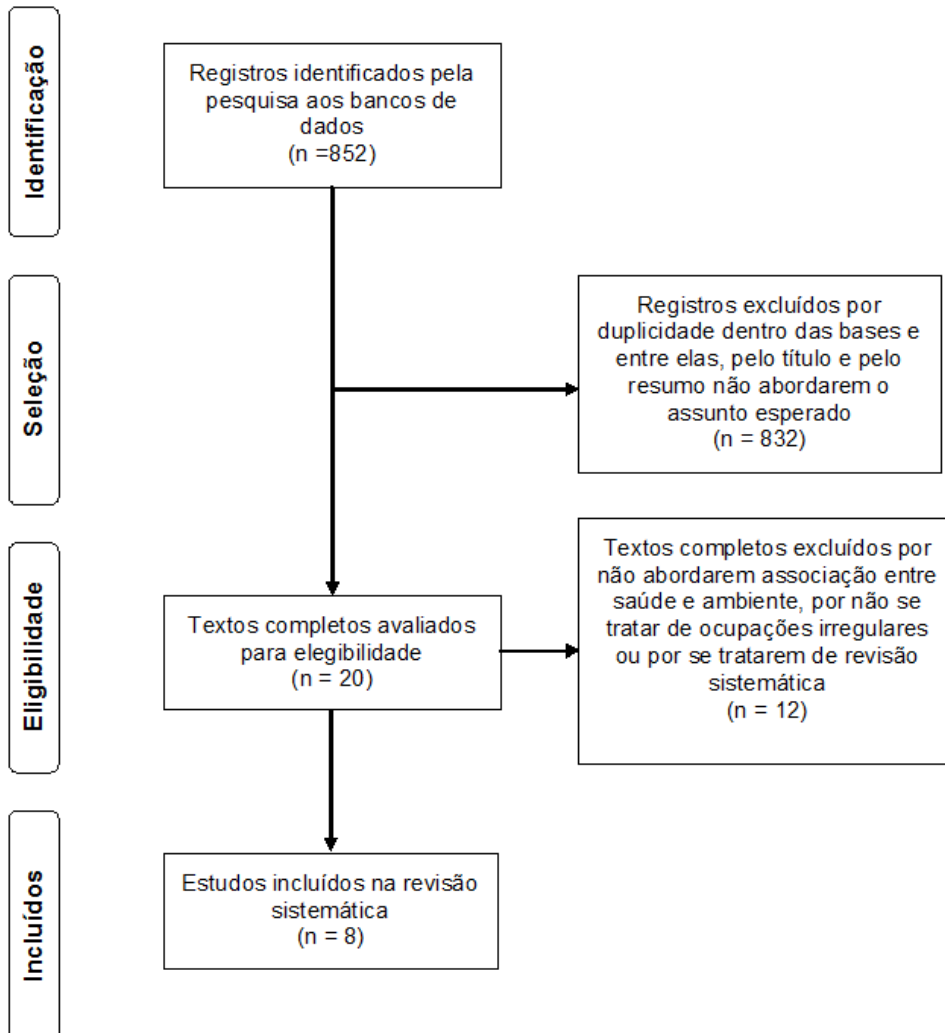 Identificação
Registros identificados pela
pesquisa aos bancos de
dados
(n =852)
Seleção
Registros excluídos por
duplicidade dentro das bases e
entre elas, pelo título e pelo
resumo não abordarem o
assunto esperado
(n = 832)
Eligibilidade
Textos completos avaliados
para elegibilidade
(n = 20)
Textos completos excluídos por
não abordarem associação entre
saúde e ambiente, por não se
tratar de ocupações irregulares
ou por se tratarem de revisão
sistemática
(n = 12)
Incluídos
Estudos incluídos na revisão
sistemática
(n = 8)